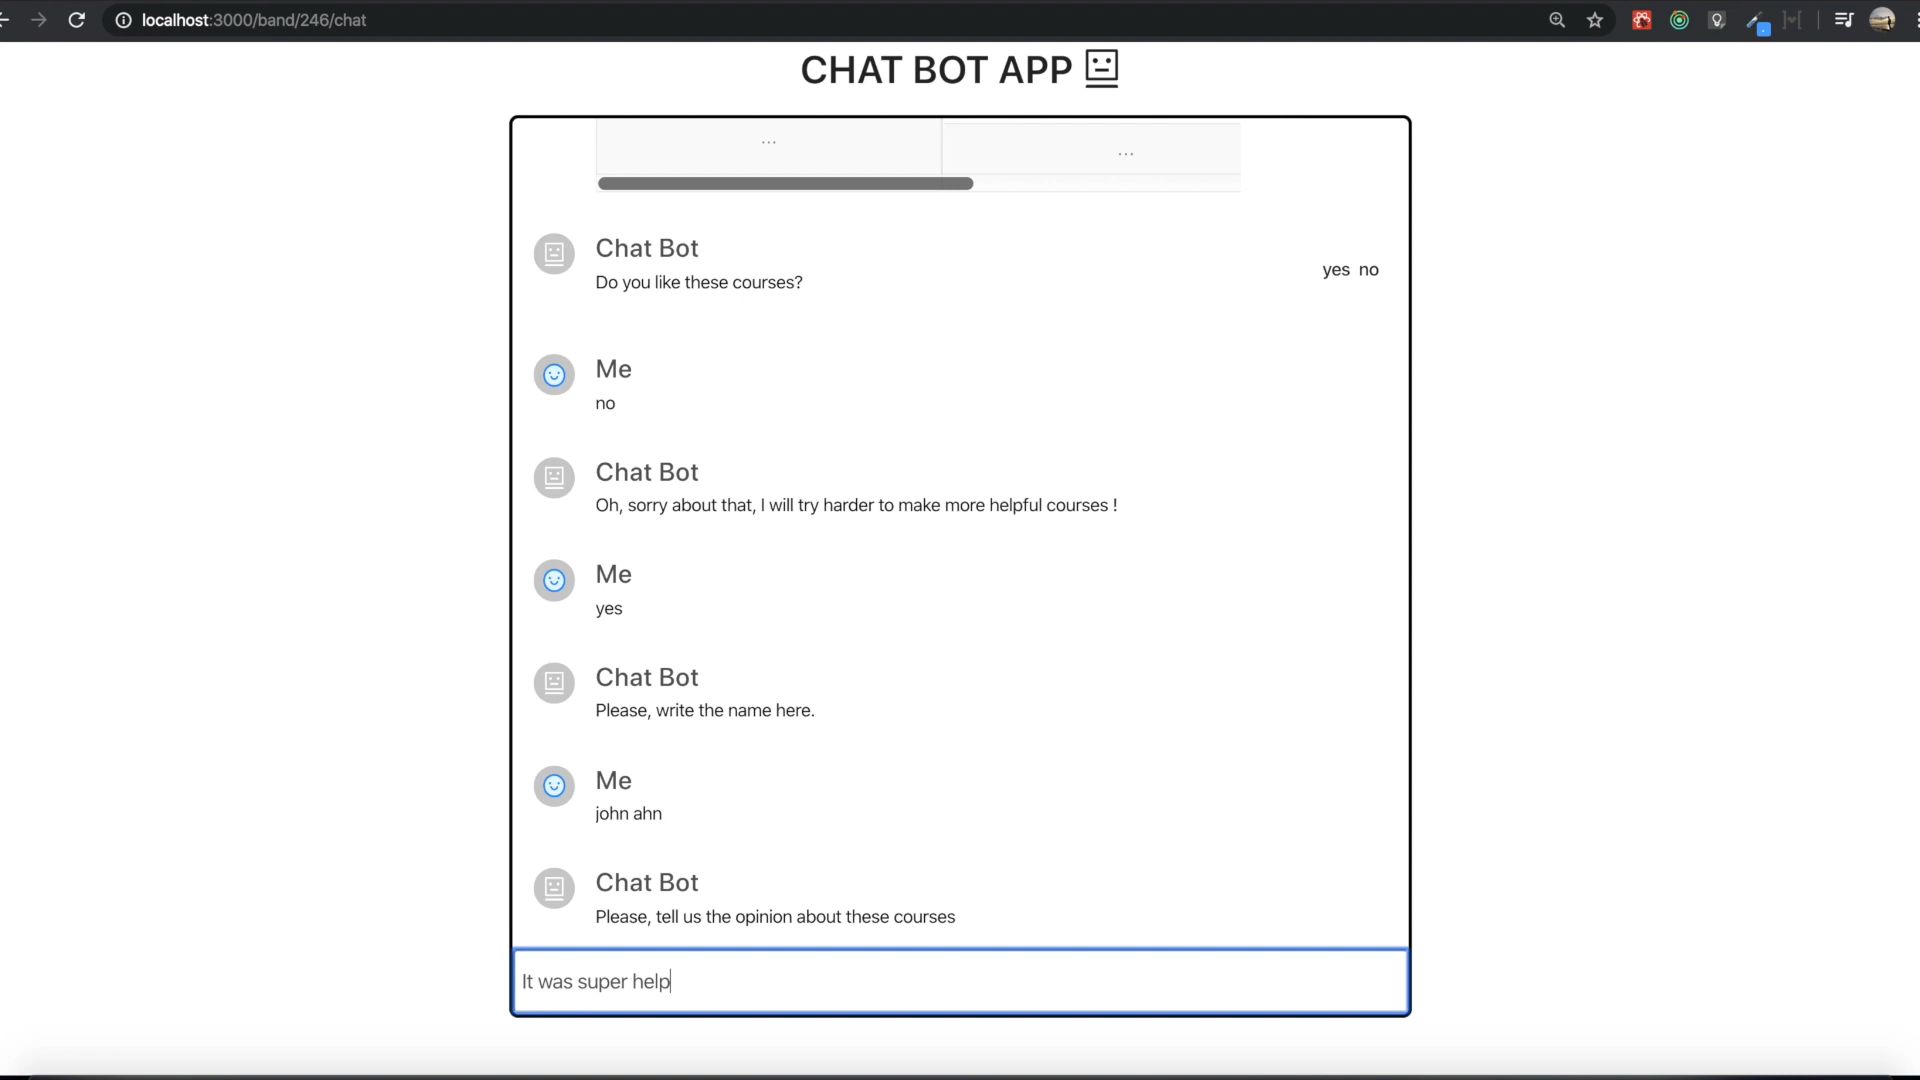 localhost:3000/band/246/chat
CHAT BOT APP
...
...
Chat Bot
Do you like these courses?
yes no
Me
no
Chat Bot
Oh, sorry about that, I will try harder to make more helpful courses !
Me
yes
Chat Bot
Please, write the name here.
Me
john ahn
Chat Bot
Please, tell us the opinion about these courses
It was super help